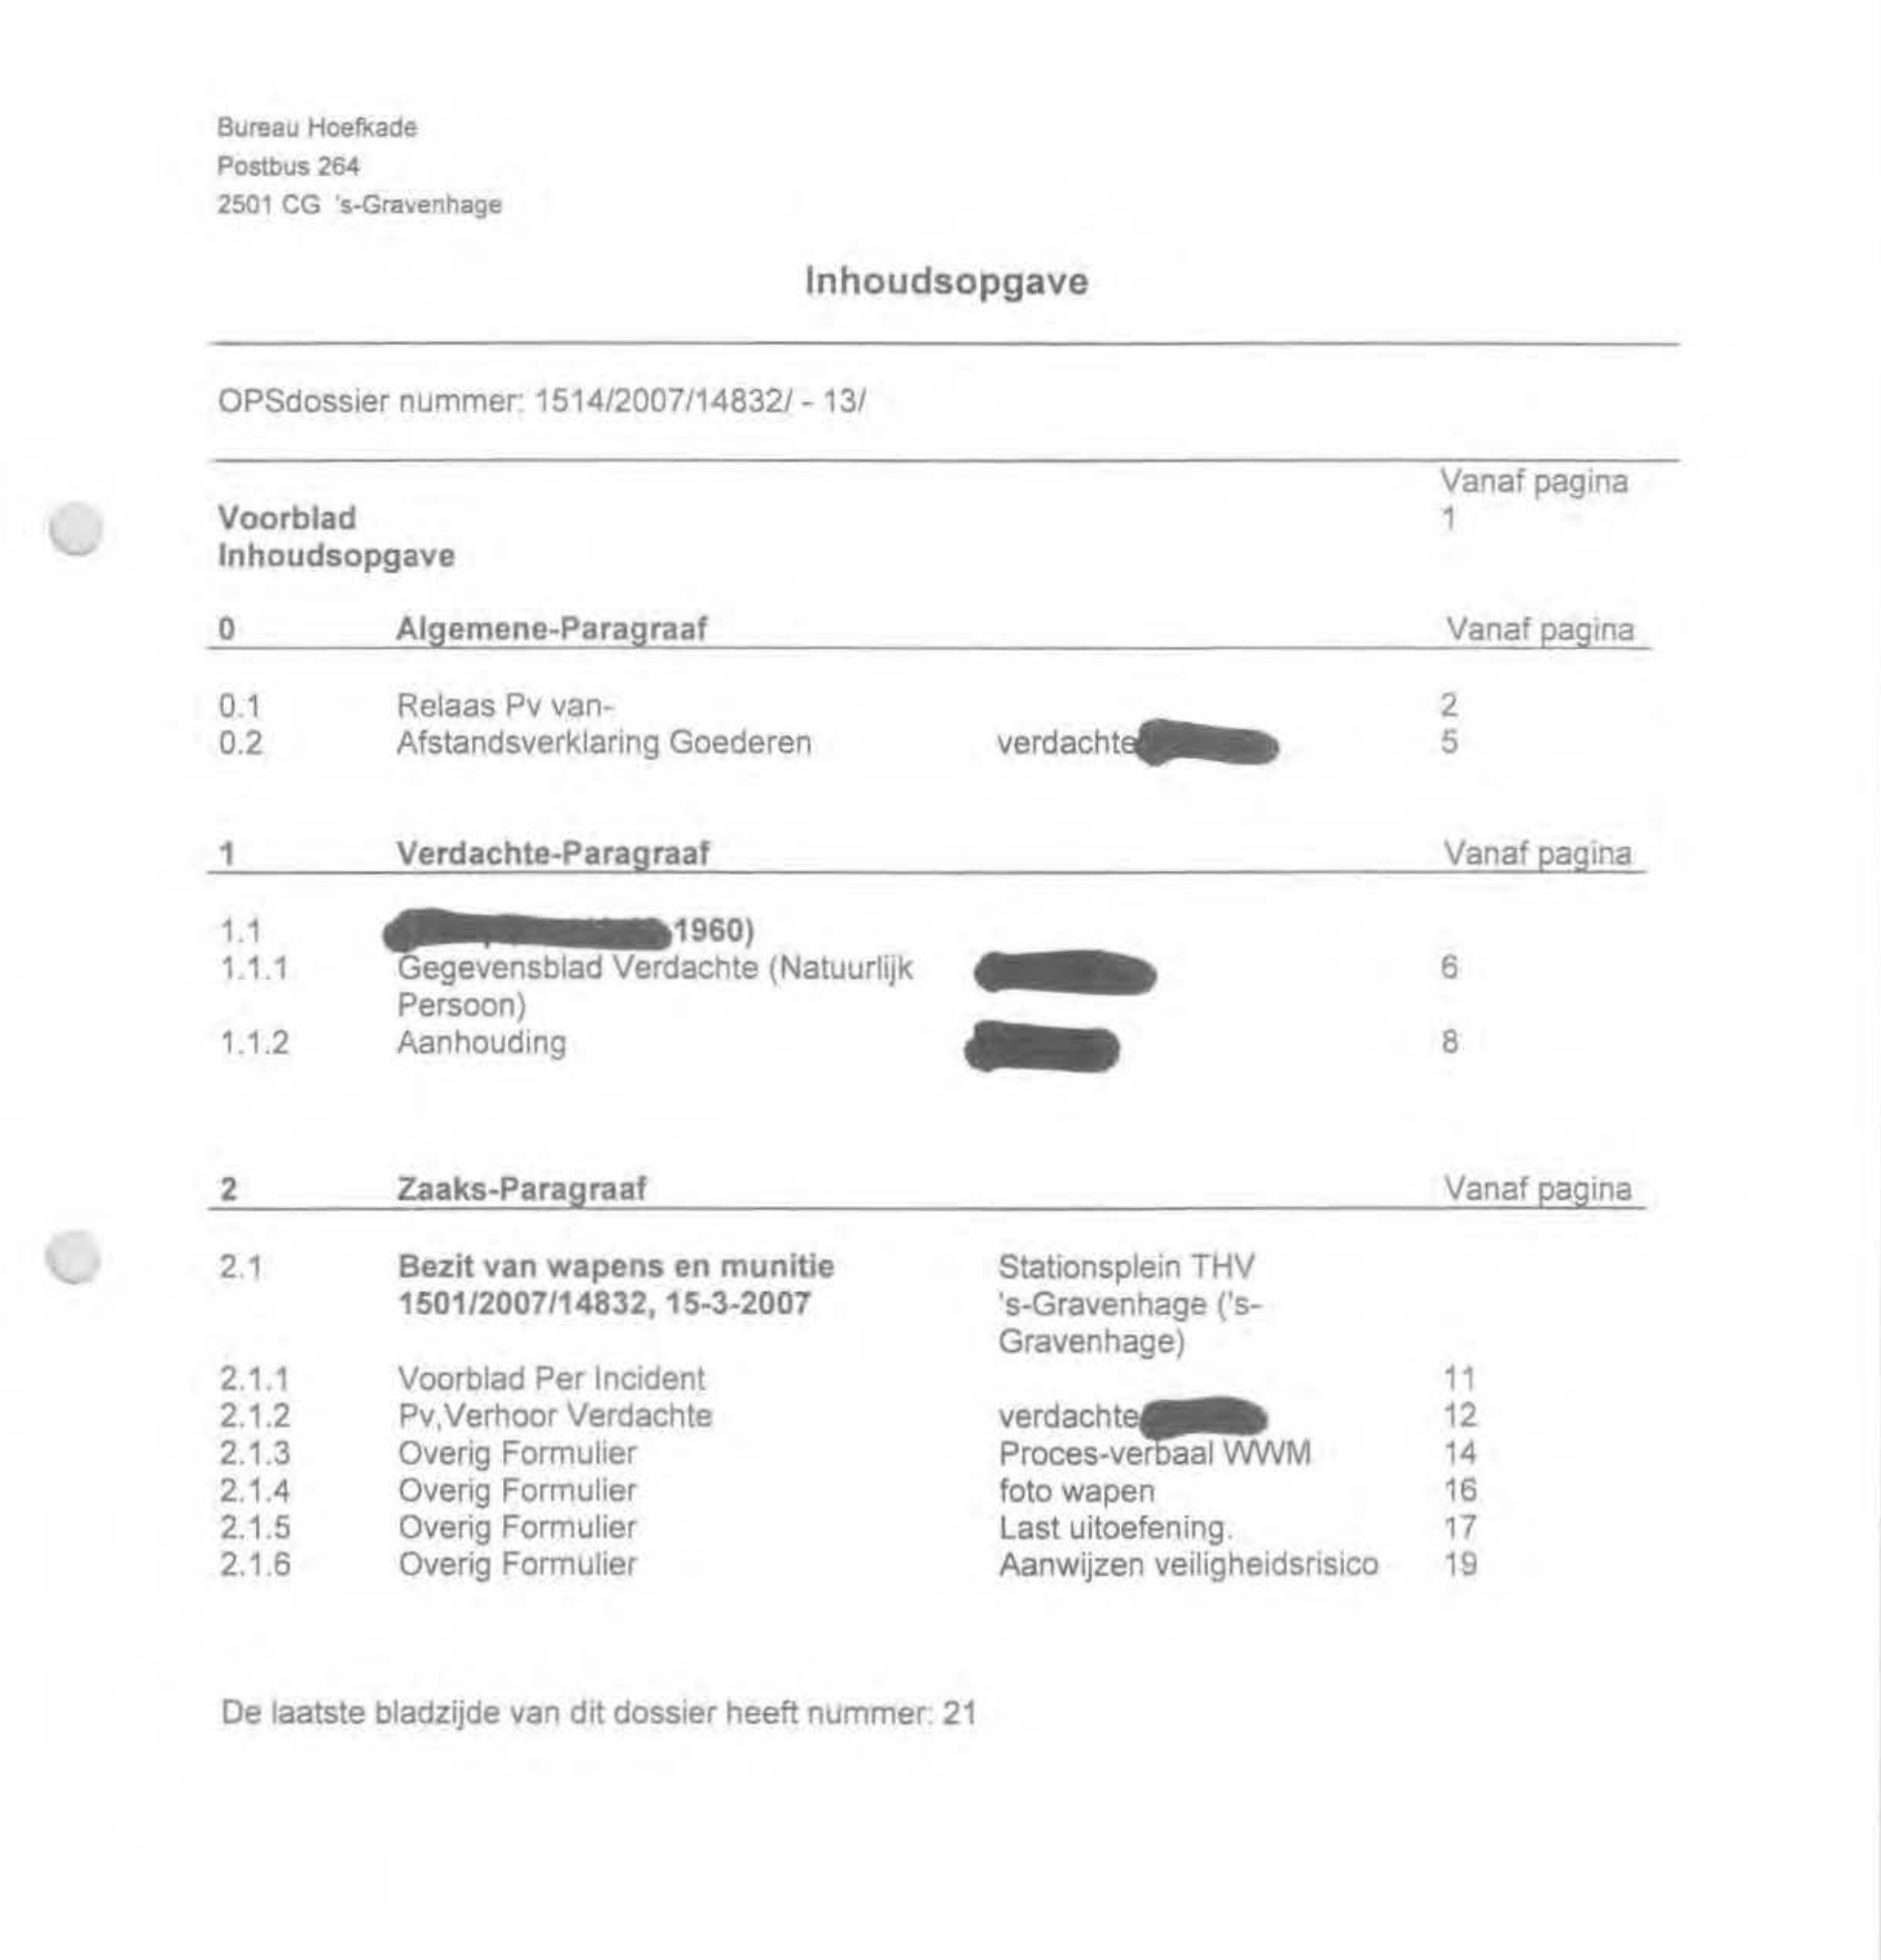 Bureau Hoefkade
Postbus 264
2501 CG 's-Gravenhage
Inhoudsopgave
OPSdossier nummer: 1514/2007/14832/ - 13/
Vanaf pagina
Voorblad 1
Inhoudsopgave
0 Algemene-Paragraaf Vanaf pagina
0.1 Relaas Pv van- 2
0.2 Afstandsverklaring Goederen verdachte 5
1 Verdachte-Paragraaf Vanaf pagina
1.1 1960)
1.1.1 Gegevensblad Verdachte (Natuurlijk 6
Persoon)
1.1.2 Aanhouding 8
2 Zaaks-Paragraaf Vanaf pagina
2.1 Bezit van wapens en munitie Stationsplein THV
1501/2007/14832, 15-3-2007 's-Gravenhage ('s-
Gravenhage)
2.1.1 Voorblad Per Incident 11
2.1.2 Pv,Verhoor Verdachte verdachte 12
2.1.3 Overig Formulier Proces-verbaal WWM 14
2.1.4 Overig Formulier foto wapen 16
2.1.5 Overig Formulier Last uitoefening. 17
2.1.6 Overig Formulier Aanwijzen veiligheidsrisico 19
De laatste bladzijde van dit dossier heeft nummer: 21